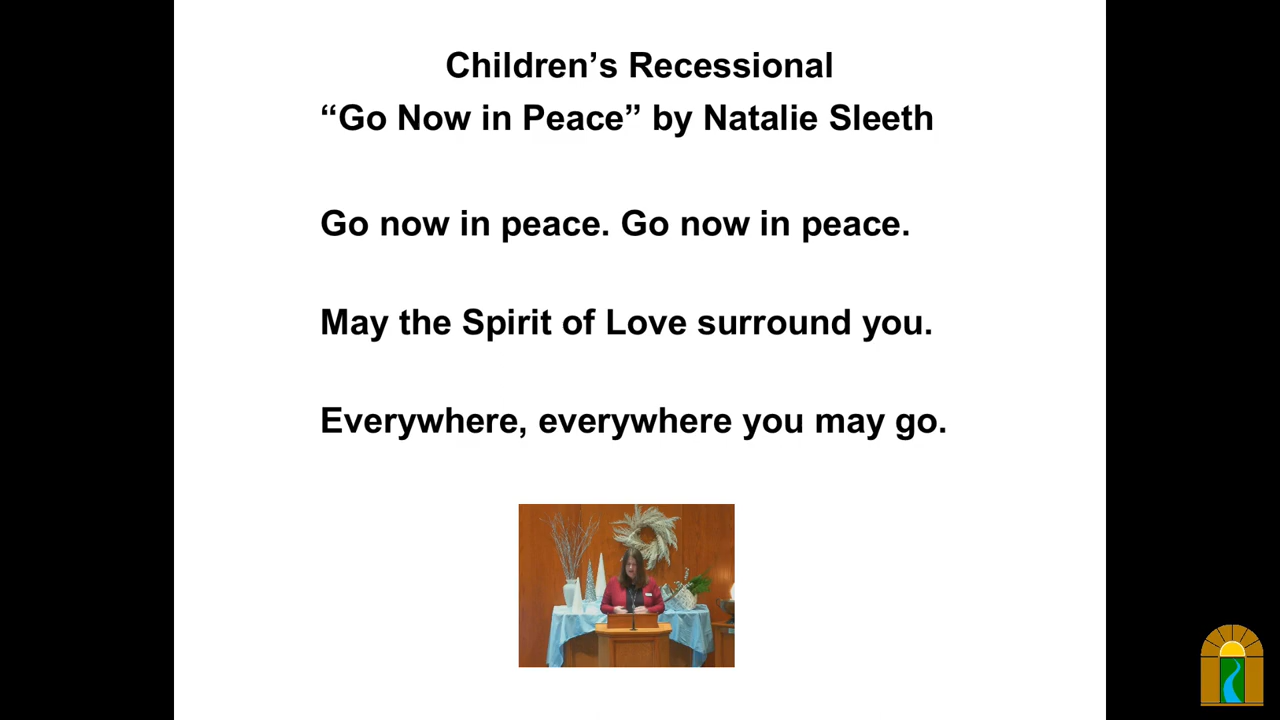 Children’s Recessional
“Go Now in Peace” by Natalie Sleeth
Go now in peace. Go now in peace.
May the Spirit of Love surround you.
Everywhere, everywhere you may go.